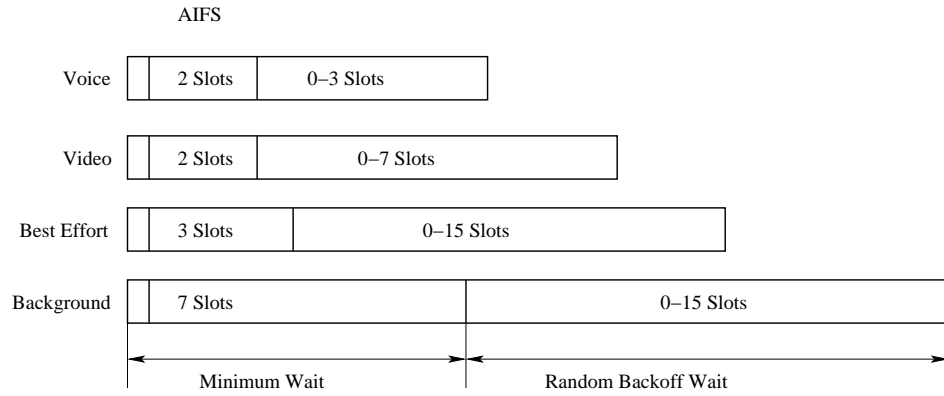 AIFS
Voice 2 Slots 0–3 Slots
Video 2 Slots 0–7 Slots
Best Effort 3 Slots 0–15 Slots
Background 7 Slots 0–15 Slots
Minimum Wait Random Backoff Wait